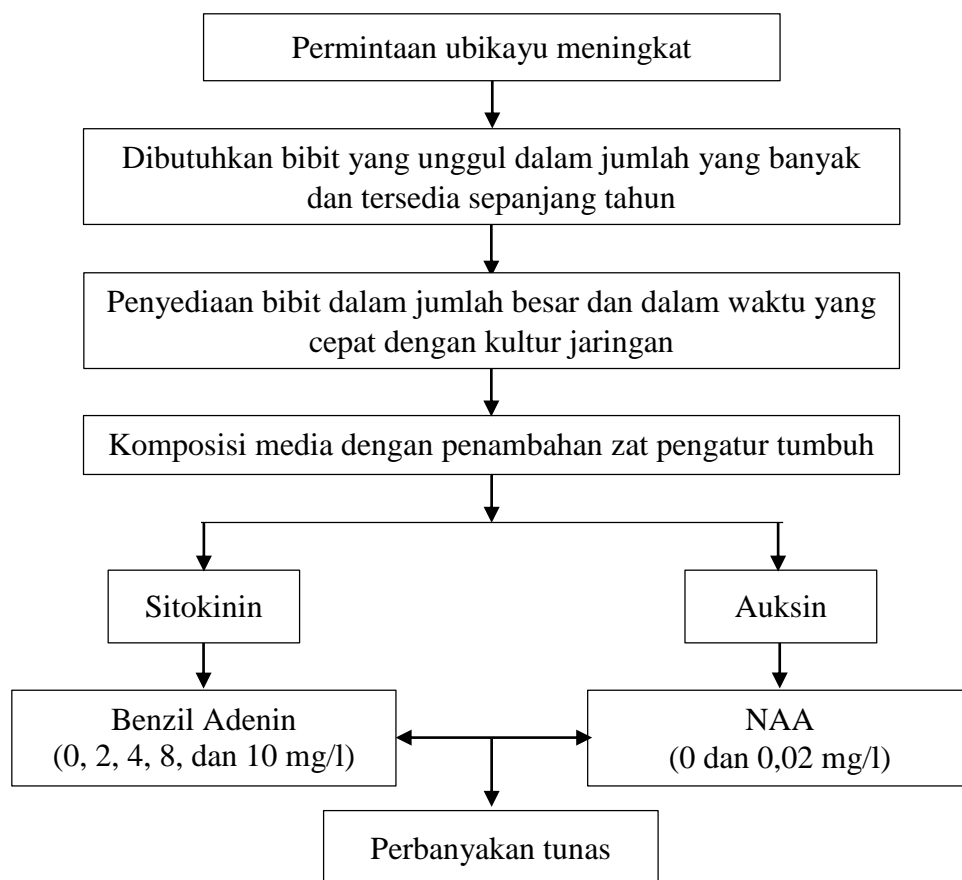 Permintaan ubikayu meningkat
Dibutuhkan bibit yang unggul dalam jumlah yang banyak
dan tersedia sepanjang tahun
Penyediaan bibit dalam jumlah besar dan dalam waktu yang
cepat dengan kultur jaringan
Komposisi media dengan penambahan zat pengatur tumbuh
Sitokinin
Auksin
Benzil Adenin
(0, 2, 4, 8, dan 10 mg/l)
NAA
(0 dan 0,02 mg/l)
Perbanyakan tunas